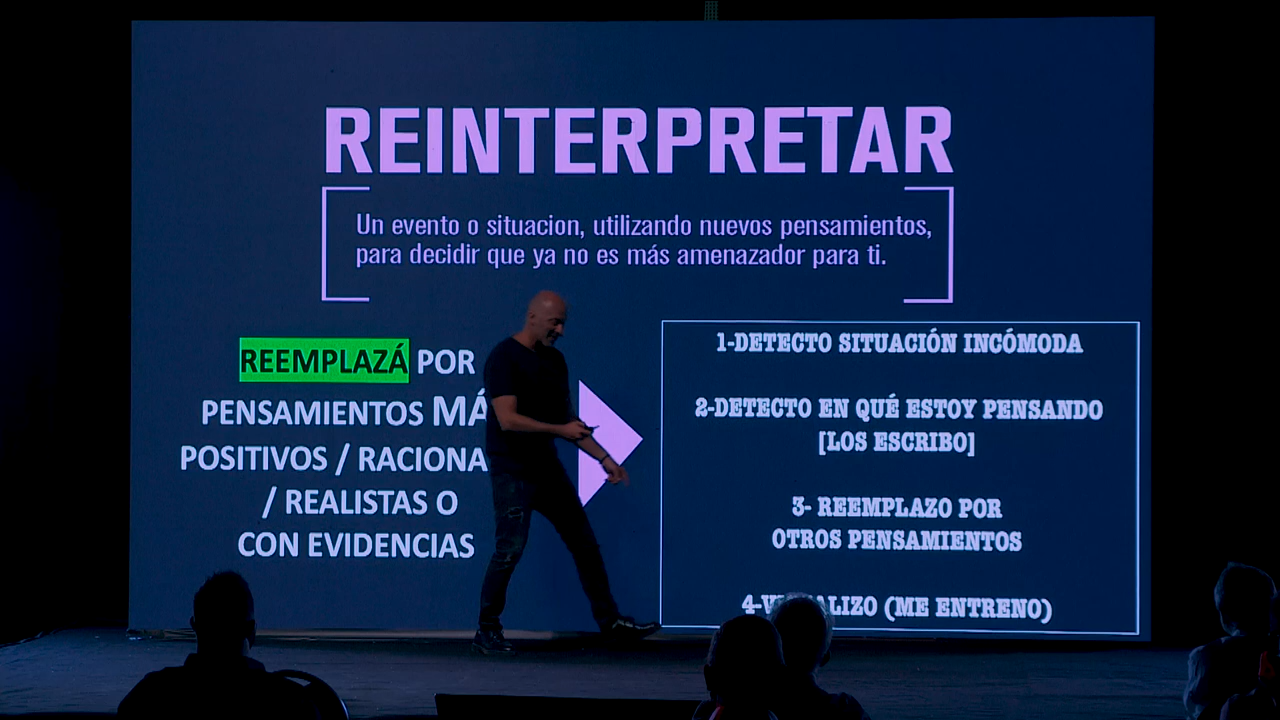 REINTERPRETAR
Un evento o situacion, utilizando nuevos pensamientos,
para decidir que ya no es más amenazador para ti.
REEMPLAZÁ POR
PENSAMIENTOS
POSITIVOS /
/ REALISTAS O
CON EVIDENCIAS
1-DETECTO SITUACIÓN INCÓMODA
2-DETECTO EN QUÉ ESTOY PENSANDO
[LOS ESCRIBO]
3- REEMPLAZO POR
OTROS PENSAMIENTOS
(ME ENTRENO)